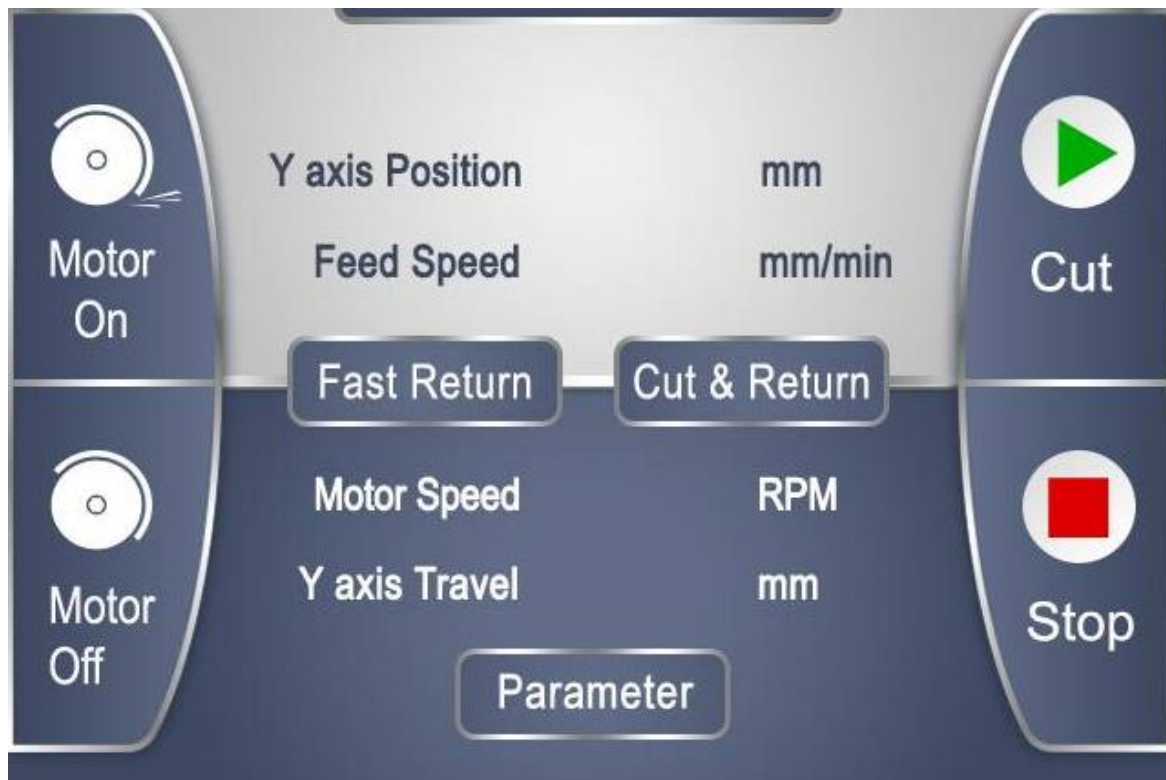 Y axis Position mm
Motor
On
Feed Speed mm/min
Cut
Fast Return
Cut & Return
Motor Speed RPM
Y axis Travel mm
Motor
Off
Stop
Parameter